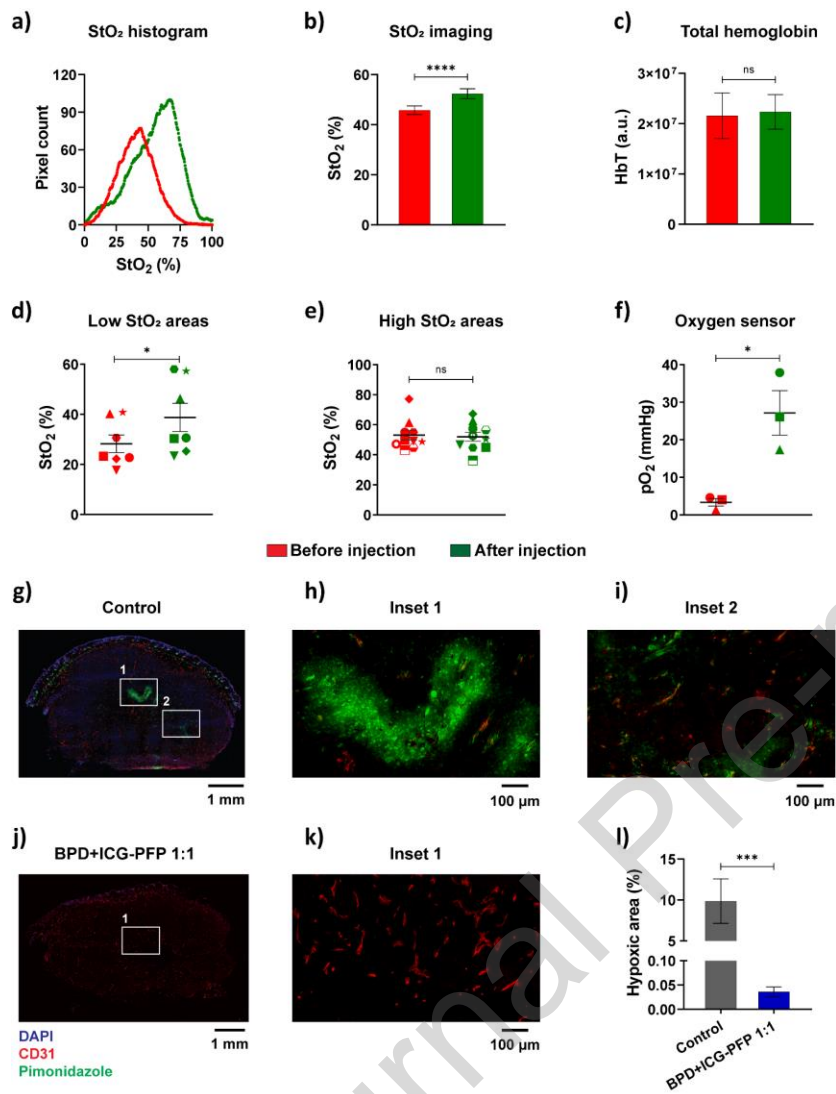 a) StO₂ histogram
120
90
60
30
0
Pixel count
0 25 50 75 100
StO₂ (%)
b) StO₂ imaging
****
60
40
20
0
StO₂ (%)
c) Total hemoglobin
ns
3×10⁷
2×10⁷
1×10⁷
0
HbT (a.u.)
d) Low StO₂ areas
*
60
40
20
0
StO₂ (%)
e) High StO₂ areas
ns
100
80
60
40
20
0
StO₂ (%)
f) Oxygen sensor
*
40
30
20
10
0
pO₂ (mmHg)
Before injection After injection
g) Control
1
2
1 mm
h) Inset 1
100 µm
i) Inset 2
100 µm
j) BPD+ICG-PFP 1:1
1
DAPI
CD31
Pimonidazole
1 mm
k) Inset 1
100 µm
l)
***
15
10
5
0.10
0.05
0.00
Hypoxic area (%)
Control
BPD+ICG-PFP 1:1
urnal Pre-p